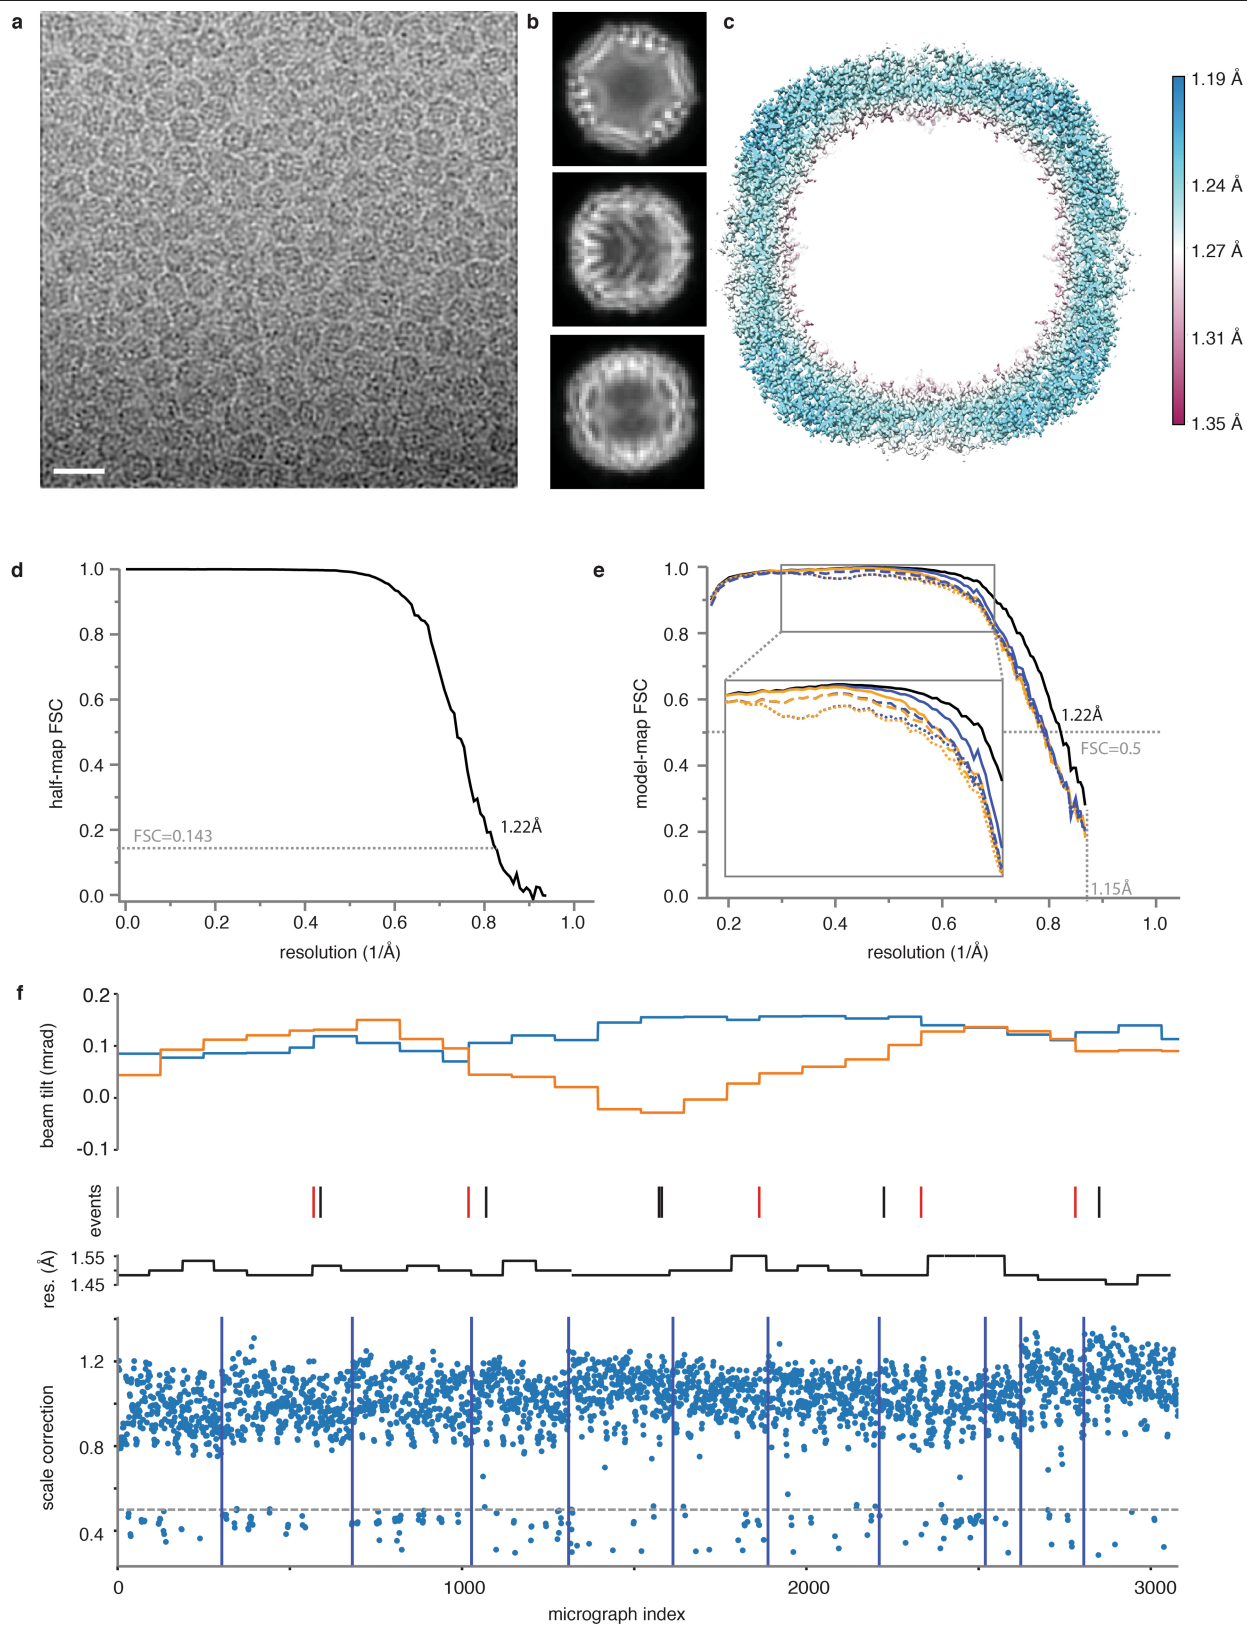 a
b
c
1.19 Å
1.24 Å
1.27 Å
1.31 Å
1.35 Å
d
1.0
0.8
0.6
0.4
0.2
0.0
half-map FSC
FSC=0.143
1.22Å
0.0 0.2 0.4 0.6 0.8 1.0
resolution (1/Å)
e
1.0
0.8
0.6
0.4
0.2
0.0
model-map FSC
1.22Å
FSC=0.5
1.15Å
0.2 0.4 0.6 0.8 1.0
resolution (1/Å)
f
0.2
0.1
0.0
-0.1
beam tilt (mrad)
events
1.55
1.45
res. (Å)
1.2
0.8
0.4
scale correction
0 1000 2000 3000
micrograph index